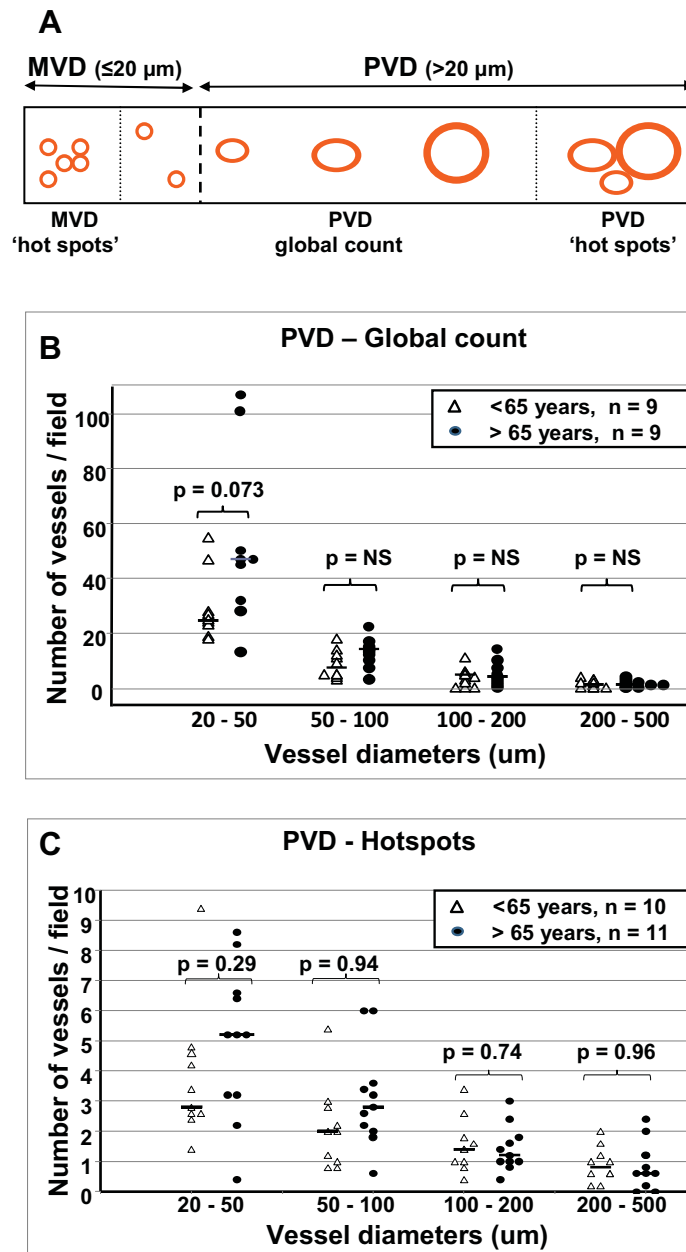 A
MVD (≤20 µm) PVD (>20 µm)
MVD PVD PVD
‘hot spots’ global count ‘hot spots’
B PVD – Global count
Number of vessels / field
100
80
60
40
20
0
<65 years, n = 9
> 65 years, n = 9
p = 0.073
p = NS p = NS p = NS
20 - 50 50 - 100 100 - 200 200 - 500
Vessel diameters (um)
C PVD - Hotspots
Number of vessels / field
10
9
8
7
6
5
4
3
2
1
0
<65 years, n = 10
> 65 years, n = 11
p = 0.29 p = 0.94
p = 0.74 p = 0.96
20 - 50 50 - 100 100 - 200 200 - 500
Vessel diameters (um)